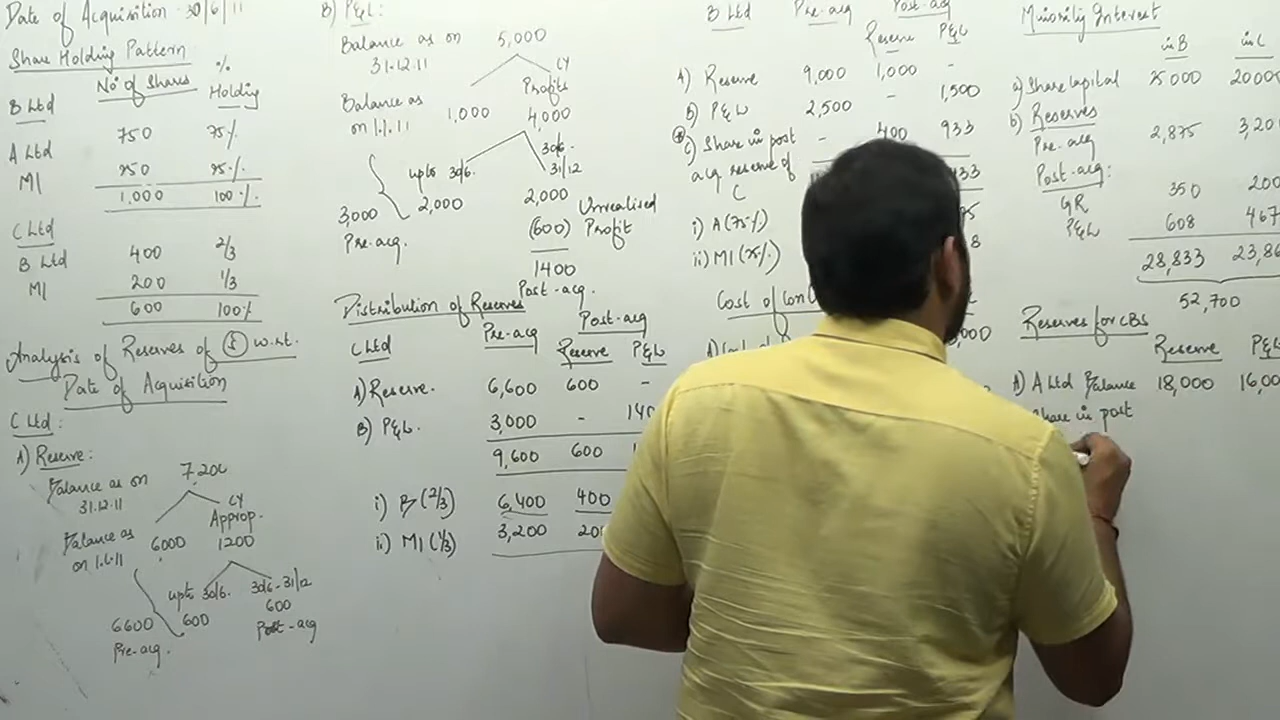 Date of Acquisition - 30/6/11
Share Holding Pattern
No of Shares % Holding
B Ltd
A Ltd 750 75%
MI 250 25%
1,000 100%
C Ltd
B Ltd 400 2/3
MI 200 1/3
600 100%
Analysis of Reserves of w.r.t.
Date of Acquisition
C Ltd:
A) Reserve:
Balance as on 31.12.11 7,200
CY Approp.
Balance as on 1.1.11 6000 1200
upto 30/6. 30/6-31/12
600 600
6600 Post-acq
Pre-acq.
B) P&L:
Balance as on 31-12-11 5,000
CY Profits
Balance as on 1.1.11 1,000 4,000
upto 30/6. 30/6. 31/12
2,000 2,000
3,000 (600) Unrealised Profit
Pre-acq.
1400
Post-acq.
Distribution of Reserves
Pre-acq Post-acq
C Ltd Reserve P&L
A) Reserve. 6,600 600 -
B) P&L. 3,000 - 140
9,600 600
i) B (2/3) 6,400 400
ii) MI (1/3) 3,200 20
B Ltd Pre-acq Post-acq
Reserve P&L
A) Reserve 9,000 1,000 -
B) P&L 2,500 - 1,500
c) Share in post - 400 933
acq reserve of
C
i) A (75%)
ii) MI (25%)
Cost of Con
Minority Interest
in B in C
a) Share Capital 25000 20000
b) Reserves
Pre-acq 2,875 3,20
Post-acq:
GR 350 200
P&L 608 467
28,833 23,86
52,700
Reserves for CBS
Reserve P&L
A) A Ltd Balance 18,000 16,00
Share in post